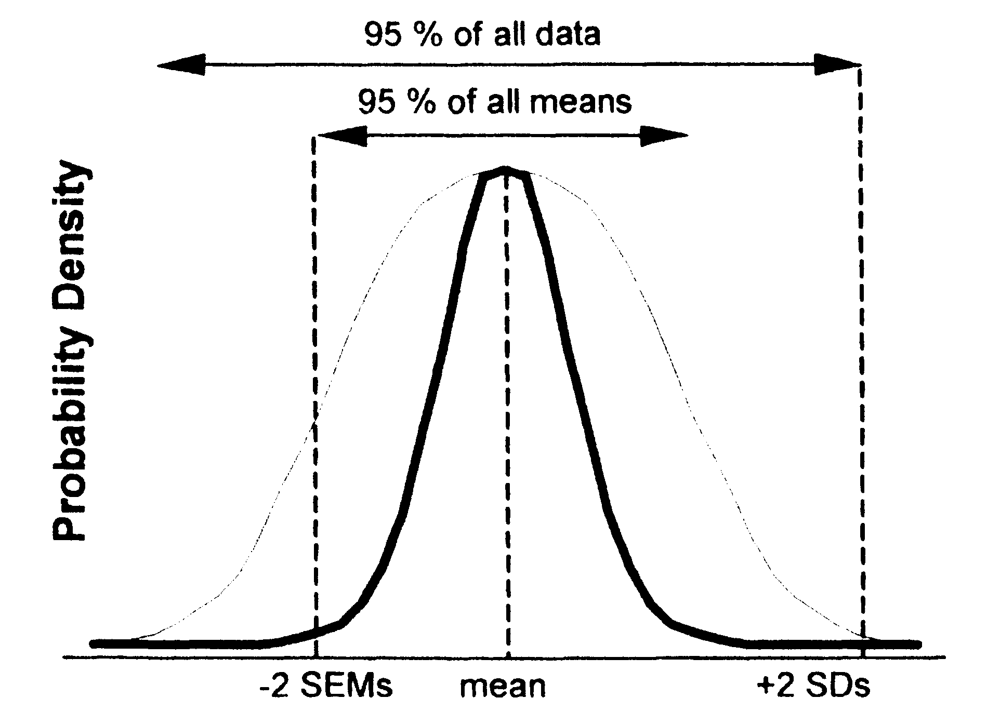 95 % of all data
95 % of all means
Probability Density
-2 SEMs
mean
+2 SDs